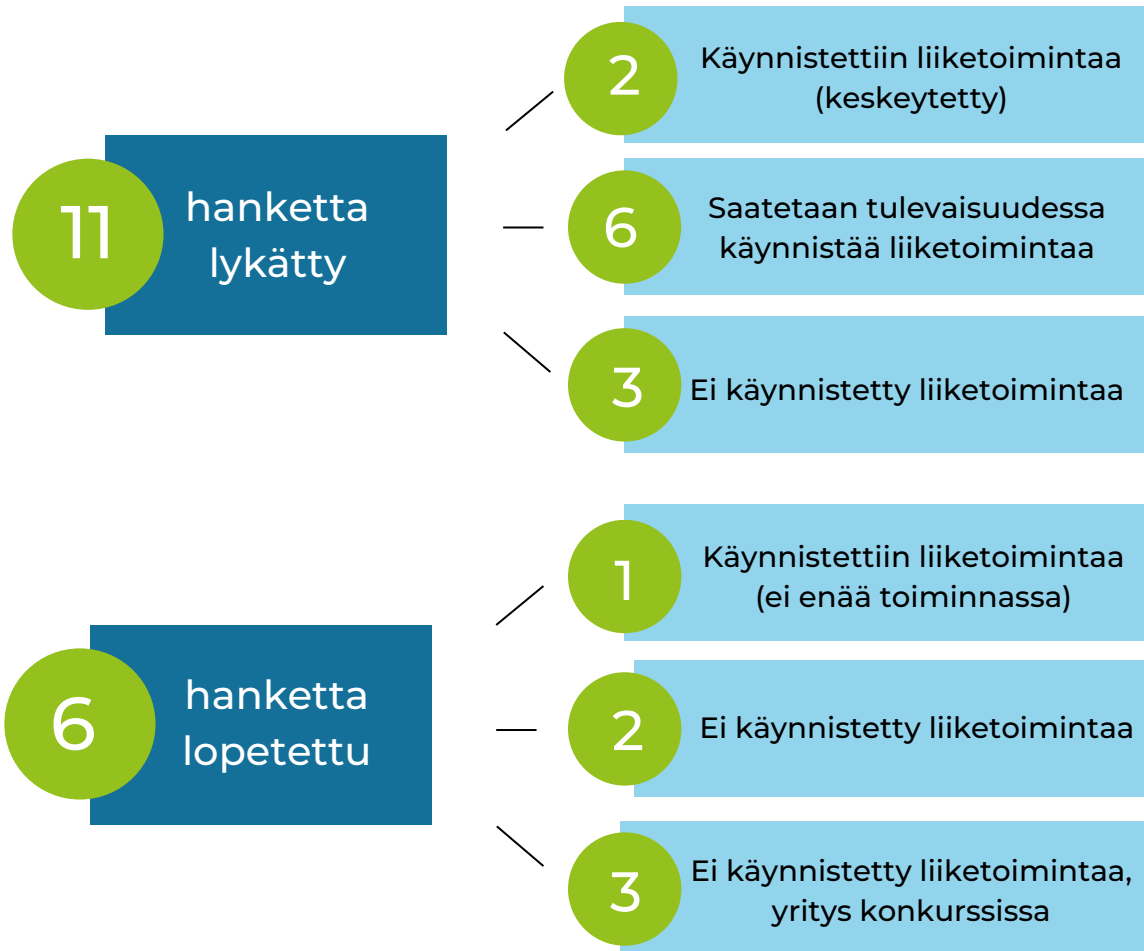 11
hanketta
lykätty
2
Käynnistettiin liiketoimintaa
(keskeytetty)
6
Saatetaan tulevaisuudessa
käynnistää liiketoimintaa
3
Ei käynnistetty liiketoimintaa
6
hanketta
lopetettu
1
Käynnistettiin liiketoimintaa
(ei enää toiminnassa)
2
Ei käynnistetty liiketoimintaa
3
Ei käynnistetty liiketoimintaa,
yritys konkurssissa